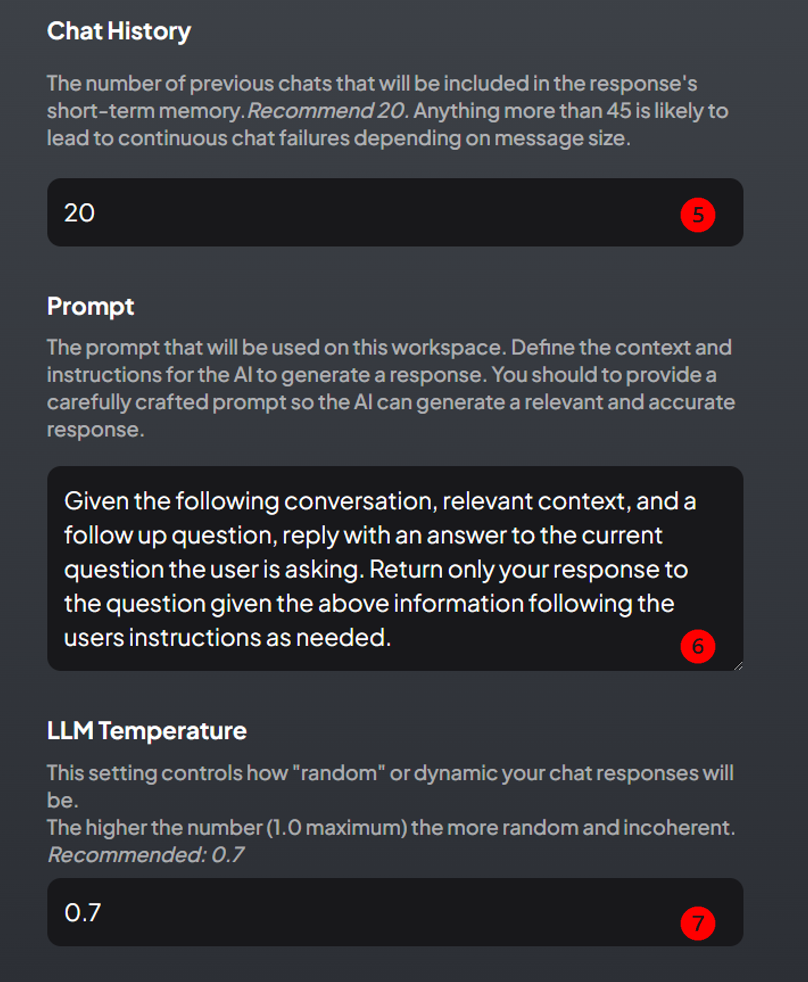 Chat History
The number of previous chats that will be included in the response's
short-term memory.Recommend 20. Anything more than 45 is likely to
lead to continuous chat failures depending on message size.
20
5
Prompt
The prompt that will be used on this workspace. Define the context and
instructions for the AI to generate a response. You should to provide a
carefully crafted prompt so the AI can generate a relevant and accurate
response.
Given the following conversation, relevant context, and a
follow up question, reply with an answer to the current
question the user is asking. Return only your response to
the question given the above information following the
users instructions as needed.
6
LLM Temperature
This setting controls how "random" or dynamic your chat responses will
be.
The higher the number (1.0 maximum) the more random and incoherent.
Recommended: 0.7
0.7
7